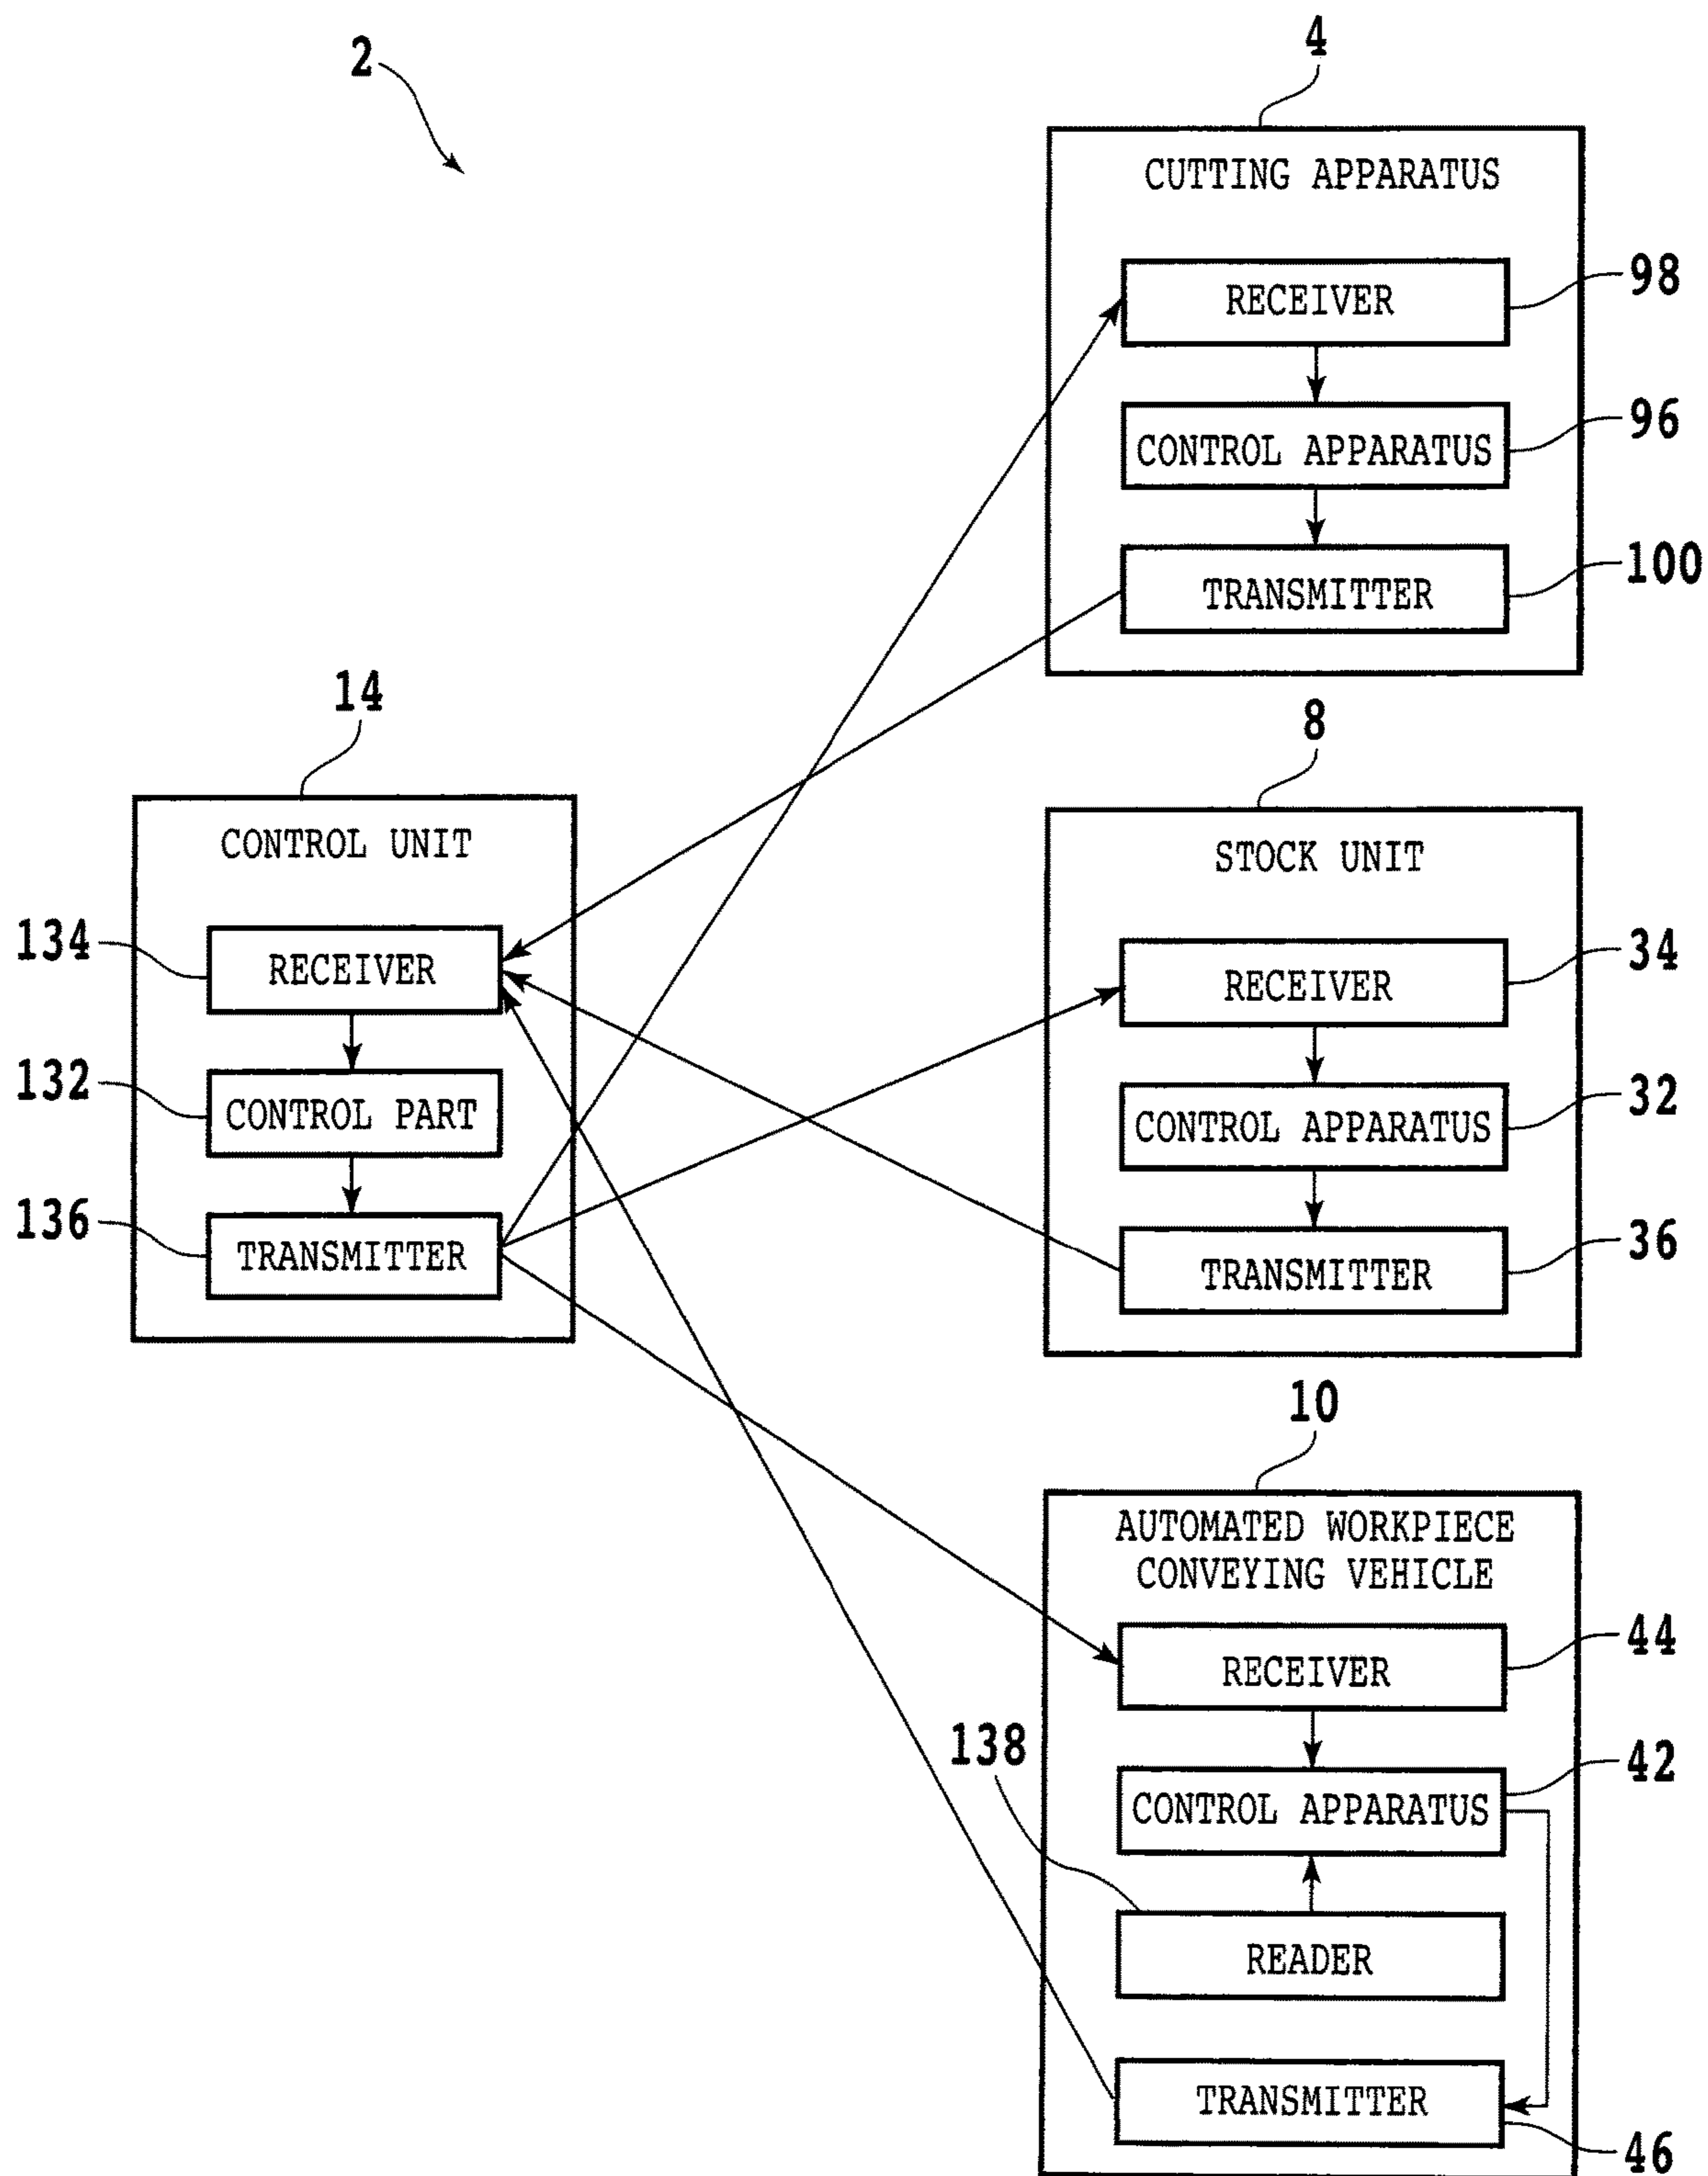 2
4
CUTTING APPARATUS
RECEIVER
98
CONTROL APPARATUS
96
TRANSMITTER
100
14
CONTROL UNIT
134
RECEIVER
132
CONTROL PART
136
TRANSMITTER
8
STOCK UNIT
RECEIVER
34
CONTROL APPARATUS
32
TRANSMITTER
36
10
AUTOMATED WORKPIECE
CONVEYING VEHICLE
RECEIVER
44
138
CONTROL APPARATUS
42
READER
TRANSMITTER
46